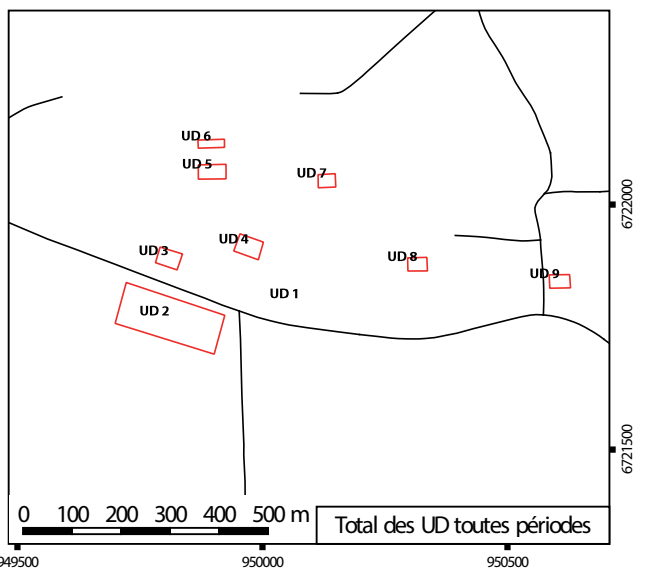 UD 6
UD 5
UD 7
UD 4
UD 3
UD 8
UD 9
UD 1
UD 2
6722000
6721500
0 100 200 300 400 500 m
Total des UD toutes périodes
949500 950000 950500